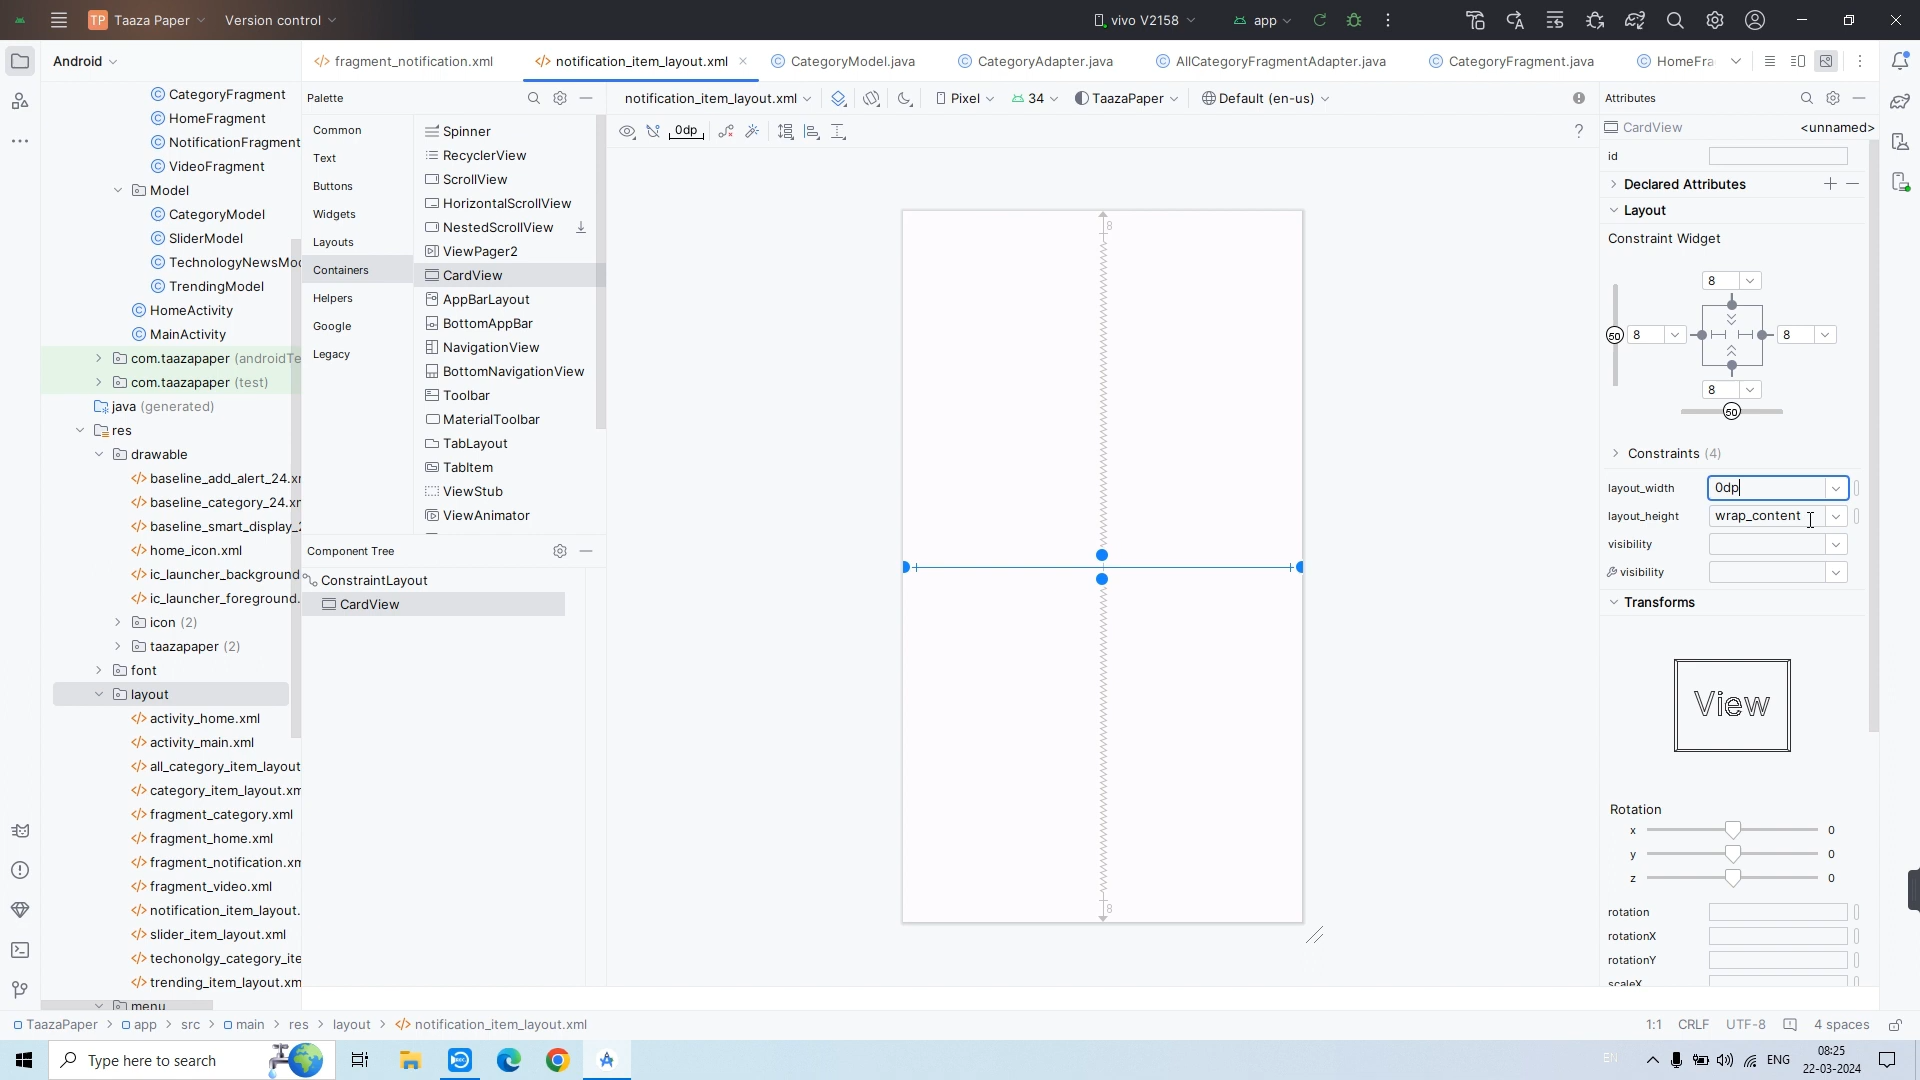 TP Taaza Paper Version control vivo V2158 app
Android
fragment_notification.xml notification_item_layout.xml CategoryModel.java CategoryAdapter.java AllCategoryFragmentAdapter.java CategoryFragment.java HomeFra
CategoryFragment
HomeFragment
NotificationFragment
VideoFragment
Model
CategoryModel
SliderModel
TechnologyNewsMo
TrendingModel
HomeActivity
MainActivity
com.taazapaper (androidTe
com.taazapaper (test)
java (generated)
res
drawable
baseline_add_alert_24.x
baseline_category_24.x
baseline_smart_display_
home_icon.xml
ic_launcher_background
ic_launcher_foreground.
icon (2)
taazapaper (2)
font
layout
activity_home.xml
activity_main.xml
all_category_item_layout
category_item_layout.xm
fragment_category.xml
fragment_home.xml
fragment_notification.xm
fragment_video.xml
notification_item_layout.
slider_item_layout.xml
techonolgy_category_ite
trending_item_layout.xm
menu
Palette
Common
Text
Buttons
Widgets
Layouts
Containers
Helpers
Google
Legacy
Spinner
RecyclerView
ScrollView
HorizontalScrollView
NestedScrollView
ViewPager2
CardView
AppBarLayout
BottomAppBar
NavigationView
BottomNavigationView
Toolbar
MaterialToolbar
TabLayout
TabItem
ViewStub
ViewAnimator
Component Tree
ConstraintLayout
CardView
notification_item_layout.xml Pixel 34 TaazaPaper Default (en-us)
0dp ?
8
8
Attributes
CardView <unnamed>
id
Declared Attributes
Layout
Constraint Widget
8
50 8 8
8
50
Constraints (4)
layout_width 0dp
layout_height wrap_content
visibility
visibility
Transforms
View
Rotation
x 0
y 0
z 0
rotation
rotationX
rotationY
scaleX
TaazaPaper > app > src > main > res > layout > notification_item_layout.xml 1:1 CRLF UTF-8 4 spaces
Type here to search EN ENG 08:25
22-03-2024